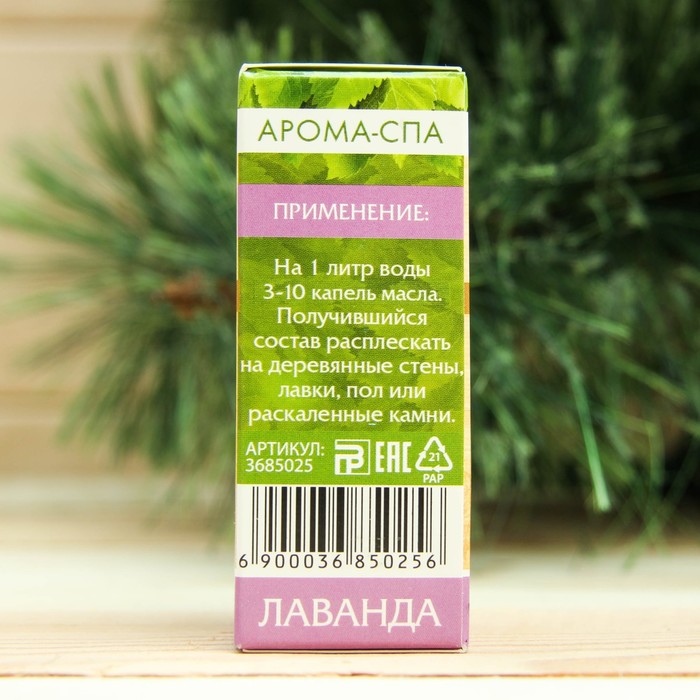 АРОМА-СПА
ПРИМЕНЕНИЕ:
На 1 литр воды
3-10 капель масла.
Получившийся
состав расплескать
на деревянные стены,
лавки, пол или
раскаленные камни.
АРТИКУЛ:
3685025
ЕАС
21
PAP
6 900036 850256
ЛАВАНДА